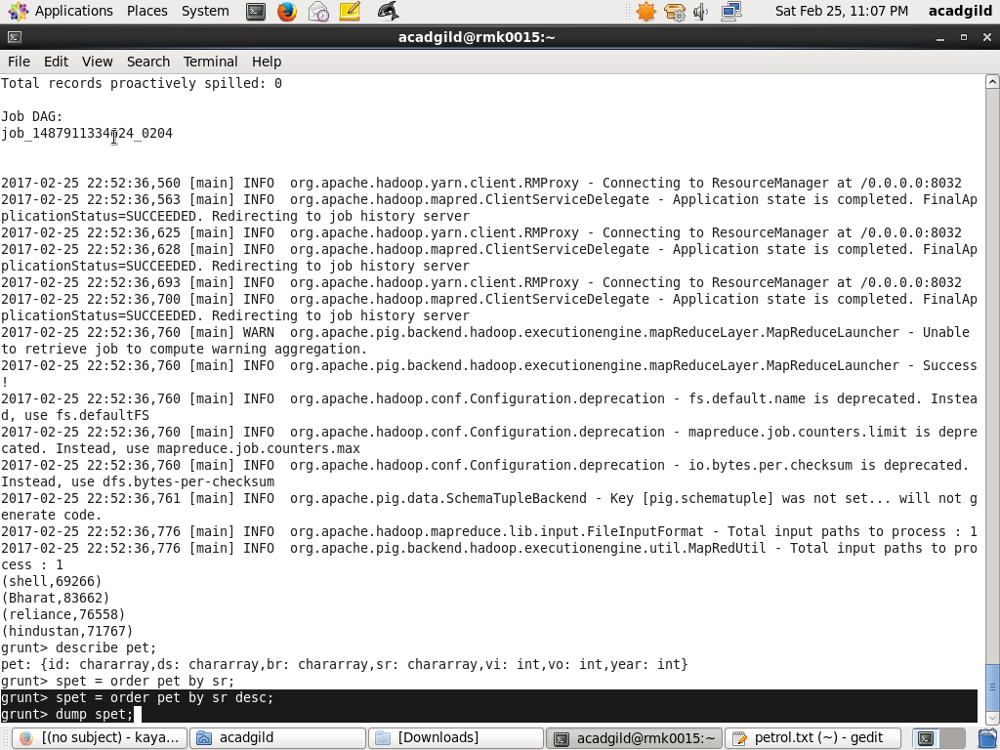 Applications Places System Sat Feb 25, 11:07 PM acadgild
acadgild@rmk0015:~
File Edit View Search Terminal Help
Total records proactively spilled: 0
Job DAG:
24_0204
2017-02-25 22:52:36,560 [main] INFO  org.apache.hadoop.yarn.client.RMProxy - Connecting to ResourceManager at /0.0.0.0:8032
2017-02-25 22:52:36,563 [main] INFO  org.apache.hadoop.mapred.ClientServiceDelegate - Application state is completed. FinalAp
plicationStatus=SUCCEEDED. Redirecting to job history server
2017-02-25 22:52:36,625 [main] INFO  org.apache.hadoop.yarn.client.RMProxy - Connecting to ResourceManager at /0.0.0.0:8032
2017-02-25 22:52:36,628 [main] INFO  org.apache.hadoop.mapred.ClientServiceDelegate - Application state is completed. FinalAp
plicationStatus=SUCCEEDED. Redirecting to job history server
2017-02-25 22:52:36,693 [main] INFO  org.apache.hadoop.yarn.client.RMProxy - Connecting to ResourceManager at /0.0.0.0:8032
2017-02-25 22:52:36,700 [main] INFO  org.apache.hadoop.mapred.ClientServiceDelegate - Application state is completed. FinalAp
plicationStatus=SUCCEEDED. Redirecting to job history server
2017-02-25 22:52:36,760 [main] WARN  org.apache.pig.backend.hadoop.executionengine.mapReduceLayer.MapReduceLauncher - Unable
to retrieve job to compute warning aggregation.
2017-02-25 22:52:36,760 [main] INFO  org.apache.pig.backend.hadoop.executionengine.mapReduceLayer.MapReduceLauncher - Success
!
2017-02-25 22:52:36,760 [main] INFO  org.apache.hadoop.conf.Configuration.deprecation - fs.default.name is deprecated. Instea
d, use fs.defaultFS
2017-02-25 22:52:36,760 [main] INFO  org.apache.hadoop.conf.Configuration.deprecation - mapreduce.job.counters.limit is depre
cated. Instead, use mapreduce.job.counters.max
2017-02-25 22:52:36,760 [main] INFO  org.apache.hadoop.conf.Configuration.deprecation - io.bytes.per.checksum is deprecated.
Instead, use dfs.bytes-per-checksum
2017-02-25 22:52:36,761 [main] INFO  org.apache.pig.data.SchemaTupleBackend - Key [pig.schematuple] was not set... will not g
enerate code.
2017-02-25 22:52:36,776 [main] INFO  org.apache.hadoop.mapreduce.lib.input.FileInputFormat - Total input paths to process : 1
2017-02-25 22:52:36,776 [main] INFO  org.apache.pig.backend.hadoop.executionengine.util.MapRedUtil - Total input paths to pro
cess : 1
(shell,69266)
(Bharat,83662)
(reliance,76558)
(hindustan,71767)
grunt> describe pet;
pet: {id: chararray,ds: chararray,br: chararray,sr: chararray,vi: int,vo: int,year: int}
grunt> spet = order pet by sr;
grunt> spet = order pet by sr desc;
grunt> dump spet;
[(no subject) - kaya... acadgild [Downloads] acadgild@rmk0015:~ petrol.txt (~) - gedit